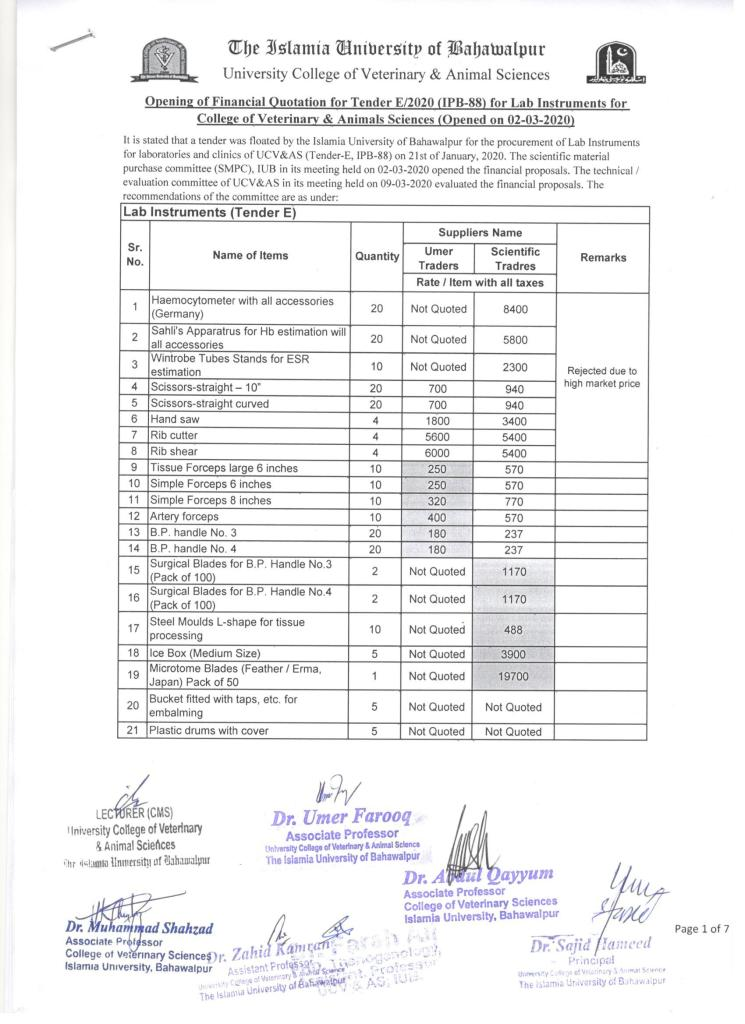 The Islamia University of Bahawalpur
University College of Veterinary & Animal Sciences
Opening of Financial Quotation for Tender E/2020 (IPB-88) for Lab Instruments for
College of Veterinary & Animals Sciences (Opened on 02-03-2020)
It is stated that a tender was floated by the Islamia University of Bahawalpur for the procurement of Lab Instruments
for laboratories and clinics of UCV&AS (Tender-E, IPB-88) on 21st of January, 2020. The scientific material
purchase committee (SMPC), IUB in its meeting held on 02-03-2020 opened the financial proposals. The technical /
evaluation committee of UCV&AS in its meeting held on 09-03-2020 evaluated the financial proposals. The
recommendations of the committee are as under:
Lab Instruments (Tender E)
Sr. No. Name of Items Quantity Suppliers Name Remarks
Umer Traders Scientific Tradres
Rate / Item with all taxes
1 Haemocytometer with all accessories (Germany) 20 Not Quoted 8400
2 Sahli's Apparatrus for Hb estimation will all accessories 20 Not Quoted 5800
3 Wintrobe Tubes Stands for ESR estimation 10 Not Quoted 2300
Rejected due to
high market price
4 Scissors-straight – 10" 20 700 940
5 Scissors-straight curved 20 700 940
6 Hand saw 4 1800 3400
7 Rib cutter 4 5600 5400
8 Rib shear 4 6000 5400
9 Tissue Forceps large 6 inches 10 250 570
10 Simple Forceps 6 inches 10 250 570
11 Simple Forceps 8 inches 10 320 770
12 Artery forceps 10 400 570
13 B.P. handle No. 3 20 180 237
14 B.P. handle No. 4 20 180 237
15 Surgical Blades for B.P. Handle No.3 (Pack of 100) 2 Not Quoted 1170
16 Surgical Blades for B.P. Handle No.4 (Pack of 100) 2 Not Quoted 1170
17 Steel Moulds L-shape for tissue processing 10 Not Quoted 488
18 Ice Box (Medium Size) 5 Not Quoted 3900
19 Microtome Blades (Feather / Erma, Japan) Pack of 50 1 Not Quoted 19700
20 Bucket fitted with taps, etc. for embalming 5 Not Quoted Not Quoted
21 Plastic drums with cover 5 Not Quoted Not Quoted
LECTURER (CMS)
University College of Veterinary
& Animal Sciences
The Islamia University of Bahawalpur
Dr. Umer Farooq
Associate Professor
University College of Veterinary & Animal Science
The Islamia University of Bahawalpur
Dr. Abdul Qayyum
Associate Professor
College of Veterinary Sciences
Islamia University, Bahawalpur
Dr. Muhammad Shahzad
Associate Professor
College of Veterinary Sciences
Islamia University, Bahawalpur
Dr. Zahid Kamran
Assistant Professor
University College of Veterinary & Animal Science
The Islamia University of Bahawalpur
Theriogenology,
Professor
UCV & AS, IUB.
Dr. Sajid Hameed
Principal
University College of Veterinary & Animal Science
The Islamia University of Bahawalpur
Page 1 of 7